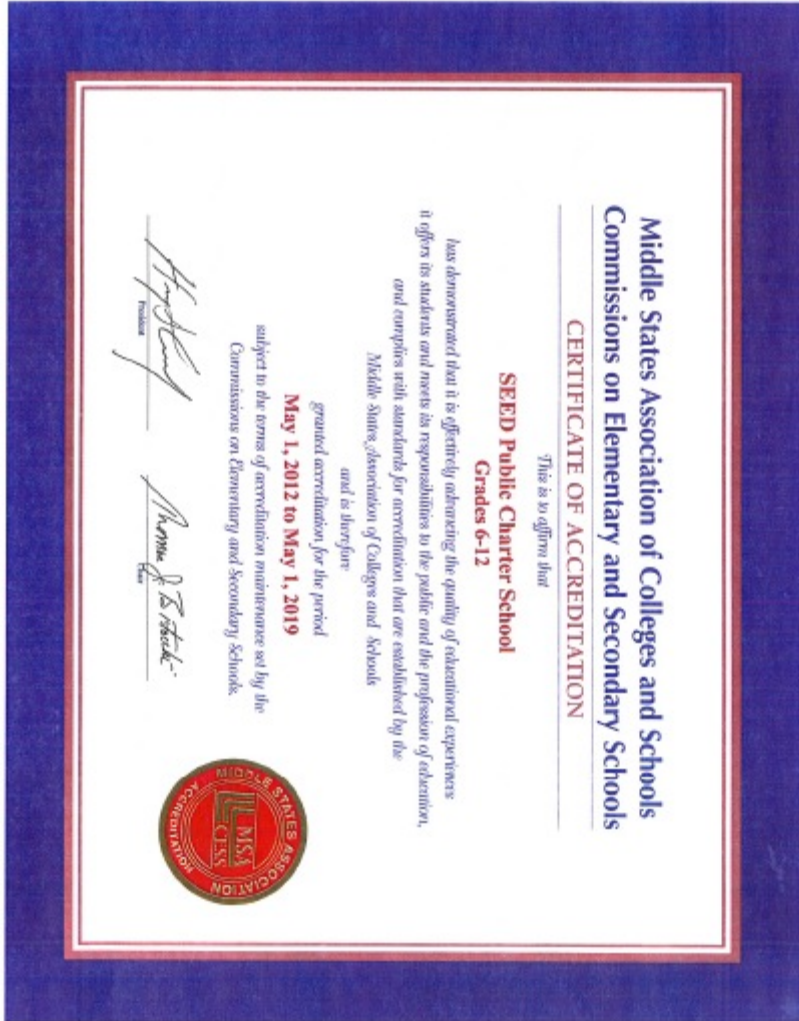 Middle States Association of Colleges and Schools
Commissions on Elementary and Secondary Schools
CERTIFICATE OF ACCREDITATION
This is to affirm that
SEED Public Charter School
Grades 6-12
has demonstrated that it is effectively advancing the quality of educational experiences
it offers its students and meets its responsibilities to the public and the profession of education,
and complies with standards for accreditation that are established by the
Middle States Association of Colleges and Schools
and is therefore
granted accreditation for the period
May 1, 2012 to May 1, 2019
subject to the terms of accreditation maintenance set by the
Commissions on Elementary and Secondary Schools.
President
Chair
MIDDLE STATES ASSOCIATION
MSA
CESS
ACCREDITATION